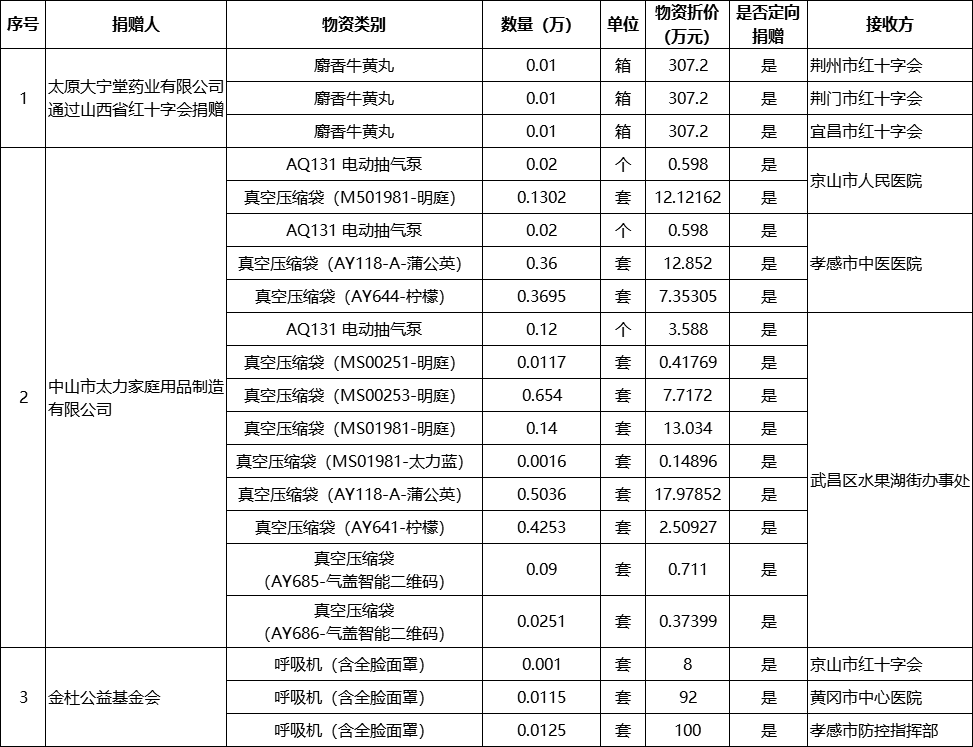 序号 捐赠人 物资类别 数量（万） 单位 物资折价（万元） 是否定向捐赠 接收方
1 太原大宁堂药业有限公司通过山西省红十字会捐赠 麝香牛黄丸 0.01 箱 307.2 是 荆州市红十字会
麝香牛黄丸 0.01 箱 307.2 是 荆门市红十字会
麝香牛黄丸 0.01 箱 307.2 是 宜昌市红十字会
2 中山市太力家庭用品制造有限公司 AQ131 电动抽气泵 0.02 个 0.598 是 京山市人民医院
真空压缩袋（M501981-明庭） 0.1302 套 12.12162 是
AQ131 电动抽气泵 0.02 个 0.598 是 孝感市中医医院
真空压缩袋（AY118-A-蒲公英） 0.36 套 12.852 是
真空压缩袋（AY644-柠檬） 0.3695 套 7.35305 是
AQ131 电动抽气泵 0.12 个 3.588 是 武昌区水果湖街办事处
真空压缩袋（MS00251-明庭） 0.0117 套 0.41769 是
真空压缩袋（MS00253-明庭） 0.654 套 7.7172 是
真空压缩袋（MS01981-明庭） 0.14 套 13.034 是
真空压缩袋（MS01981-太力蓝） 0.0016 套 0.14896 是
真空压缩袋（AY118-A-蒲公英） 0.5036 套 17.97852 是
真空压缩袋（AY641-柠檬） 0.4253 套 2.50927 是
真空压缩袋（AY685-气盖智能二维码） 0.09 套 0.711 是
真空压缩袋（AY686-气盖智能二维码） 0.0251 套 0.37399 是
3 金杜公益基金会 呼吸机（含全脸面罩） 0.001 套 8 是 京山市红十字会
呼吸机（含全脸面罩） 0.0115 套 92 是 黄冈市中心医院
呼吸机（含全脸面罩） 0.0125 套 100 是 孝感市防控指挥部